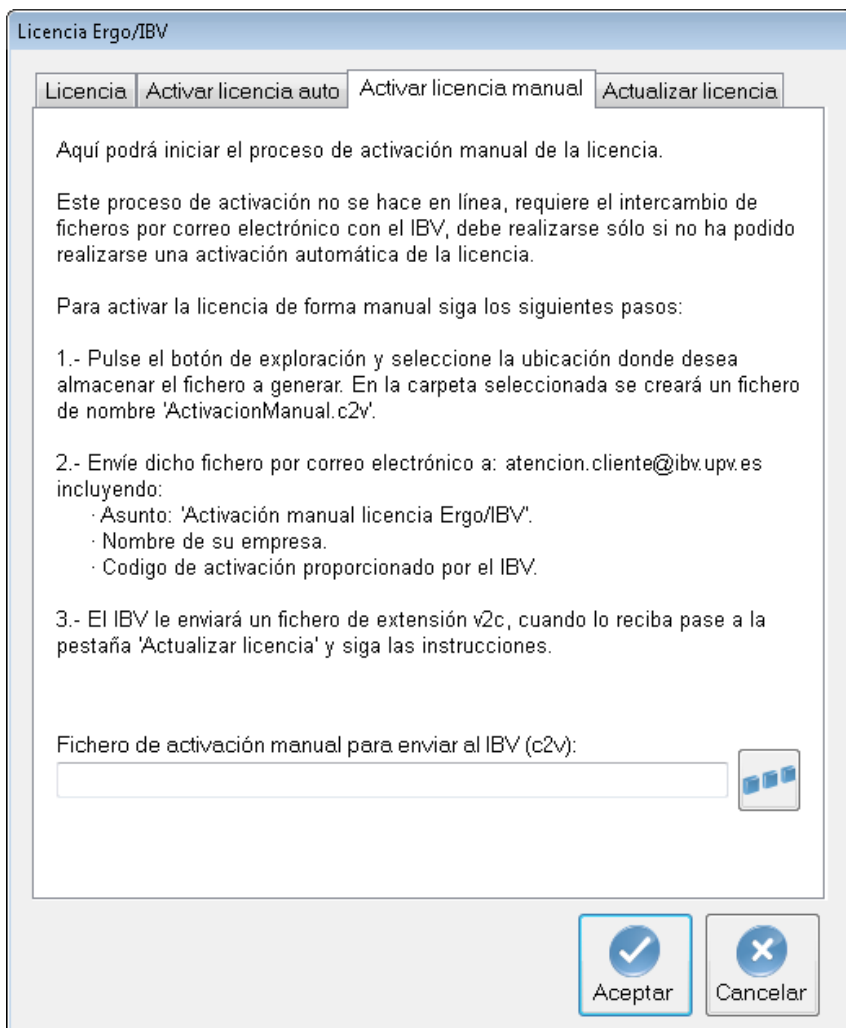 Licencia Ergo/IBV
Licencia
Activar licencia auto
Activar licencia manual
Actualizar licencia
Aquí podrá iniciar el proceso de activación manual de la licencia.
Este proceso de activación no se hace en línea, requiere el intercambio de
ficheros por correo electrónico con el IBV, debe realizarse sólo si no ha podido
realizarse una activación automática de la licencia.
Para activar la licencia de forma manual siga los siguientes pasos:
1.- Pulse el botón de exploración y seleccione la ubicación donde desea
almacenar el fichero a generar. En la carpeta seleccionada se creará un fichero
de nombre 'ActivacionManual.c2v'.
2.- Envíe dicho fichero por correo electrónico a: atencion.cliente@ibv.upv.es
incluyendo:
· Asunto: 'Activación manual licencia Ergo/IBV'.
· Nombre de su empresa.
· Codigo de activación proporcionado por el IBV.
3.- El IBV le enviará un fichero de extensión v2c, cuando lo reciba pase a la
pestaña 'Actualizar licencia' y siga las instrucciones.
Fichero de activación manual para enviar al IBV (c2v):
Aceptar
Cancelar